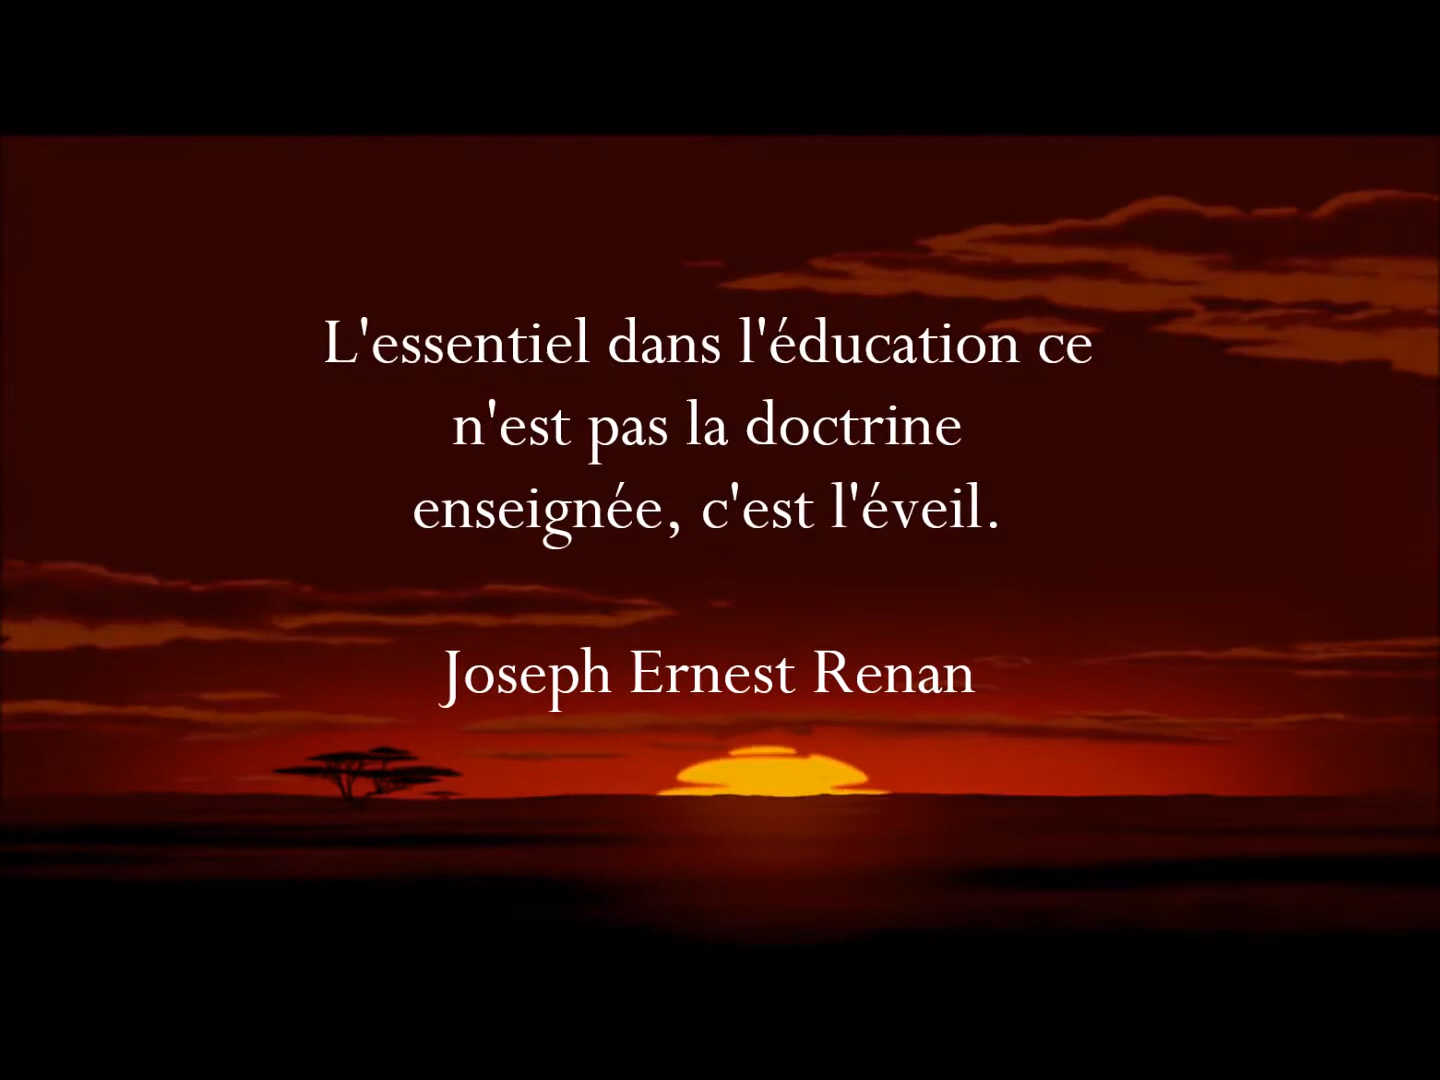 L'essentiel dans l'éducation ce
n'est pas la doctrine
enseignée, c'est l'éveil.
Joseph Ernest Renan